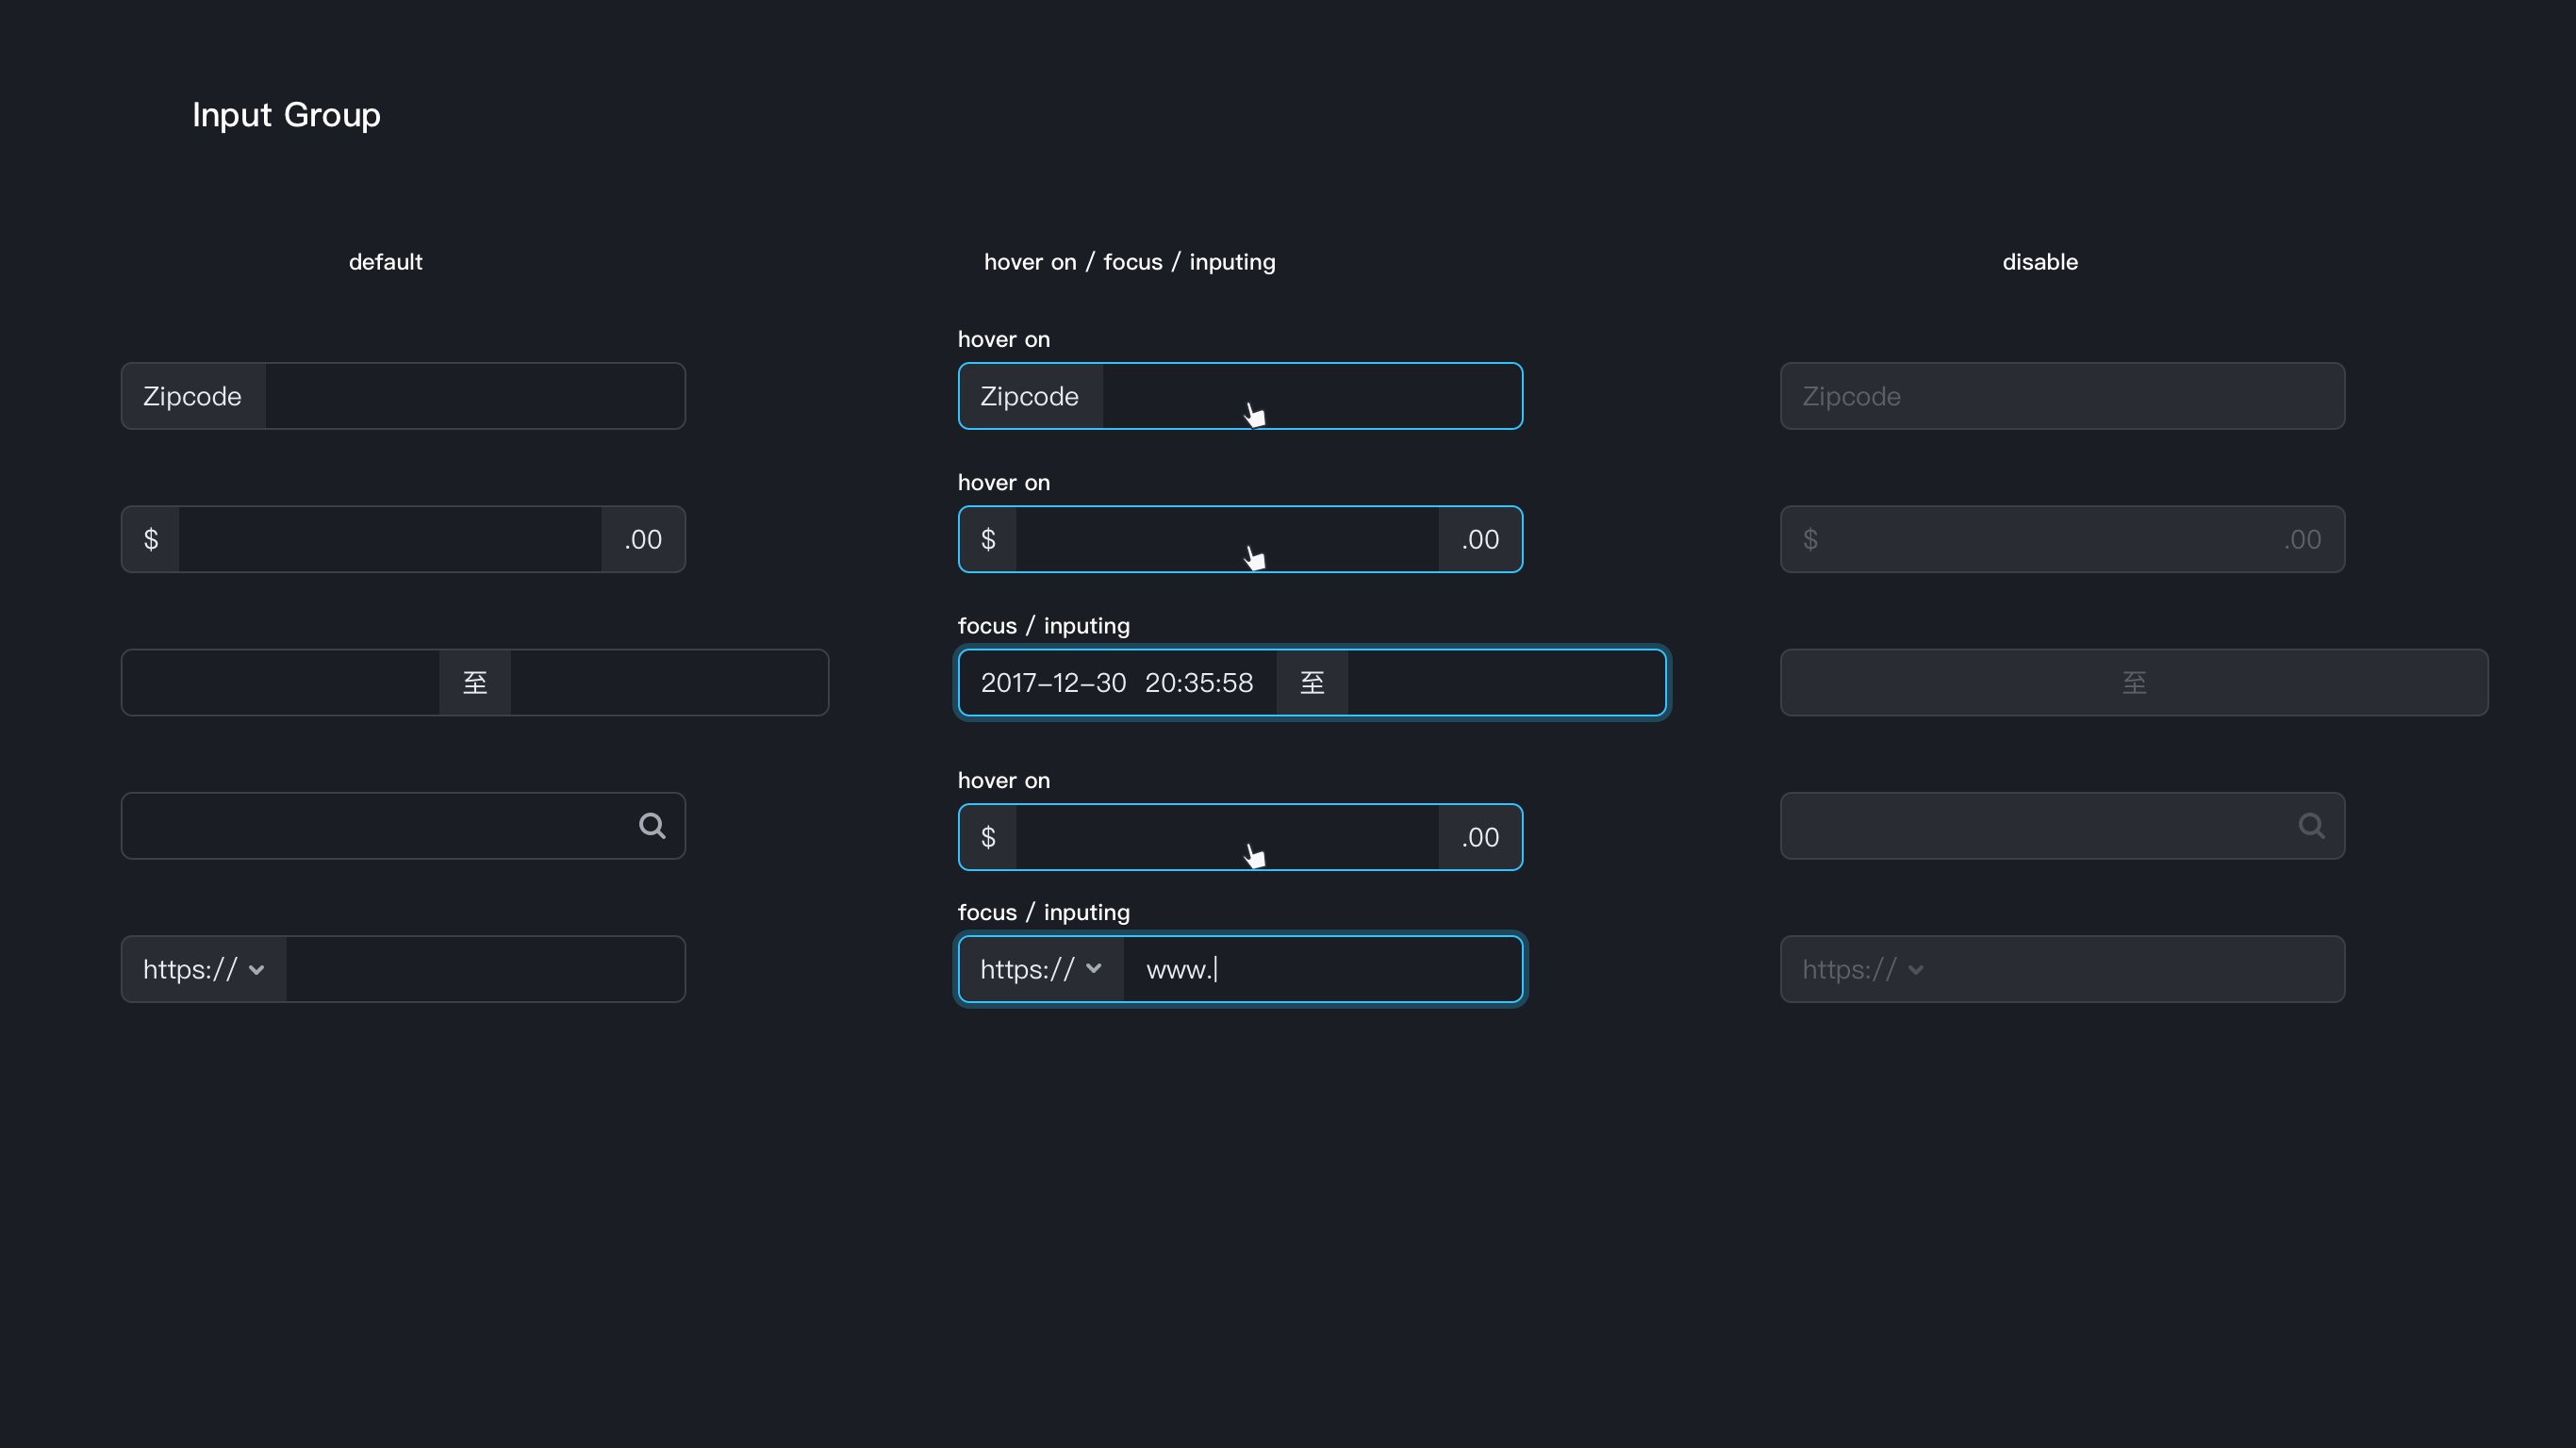 Input Group
default
hover on / focus / inputing
disable
hover on
Zipcode
Zipcode
Zipcode
hover on
$ .00
$ .00
$ .00
focus / inputing
至
2017-12-30 20:35:58 至
至
hover on
$ .00
focus / inputing
https://
https:// www.
https://